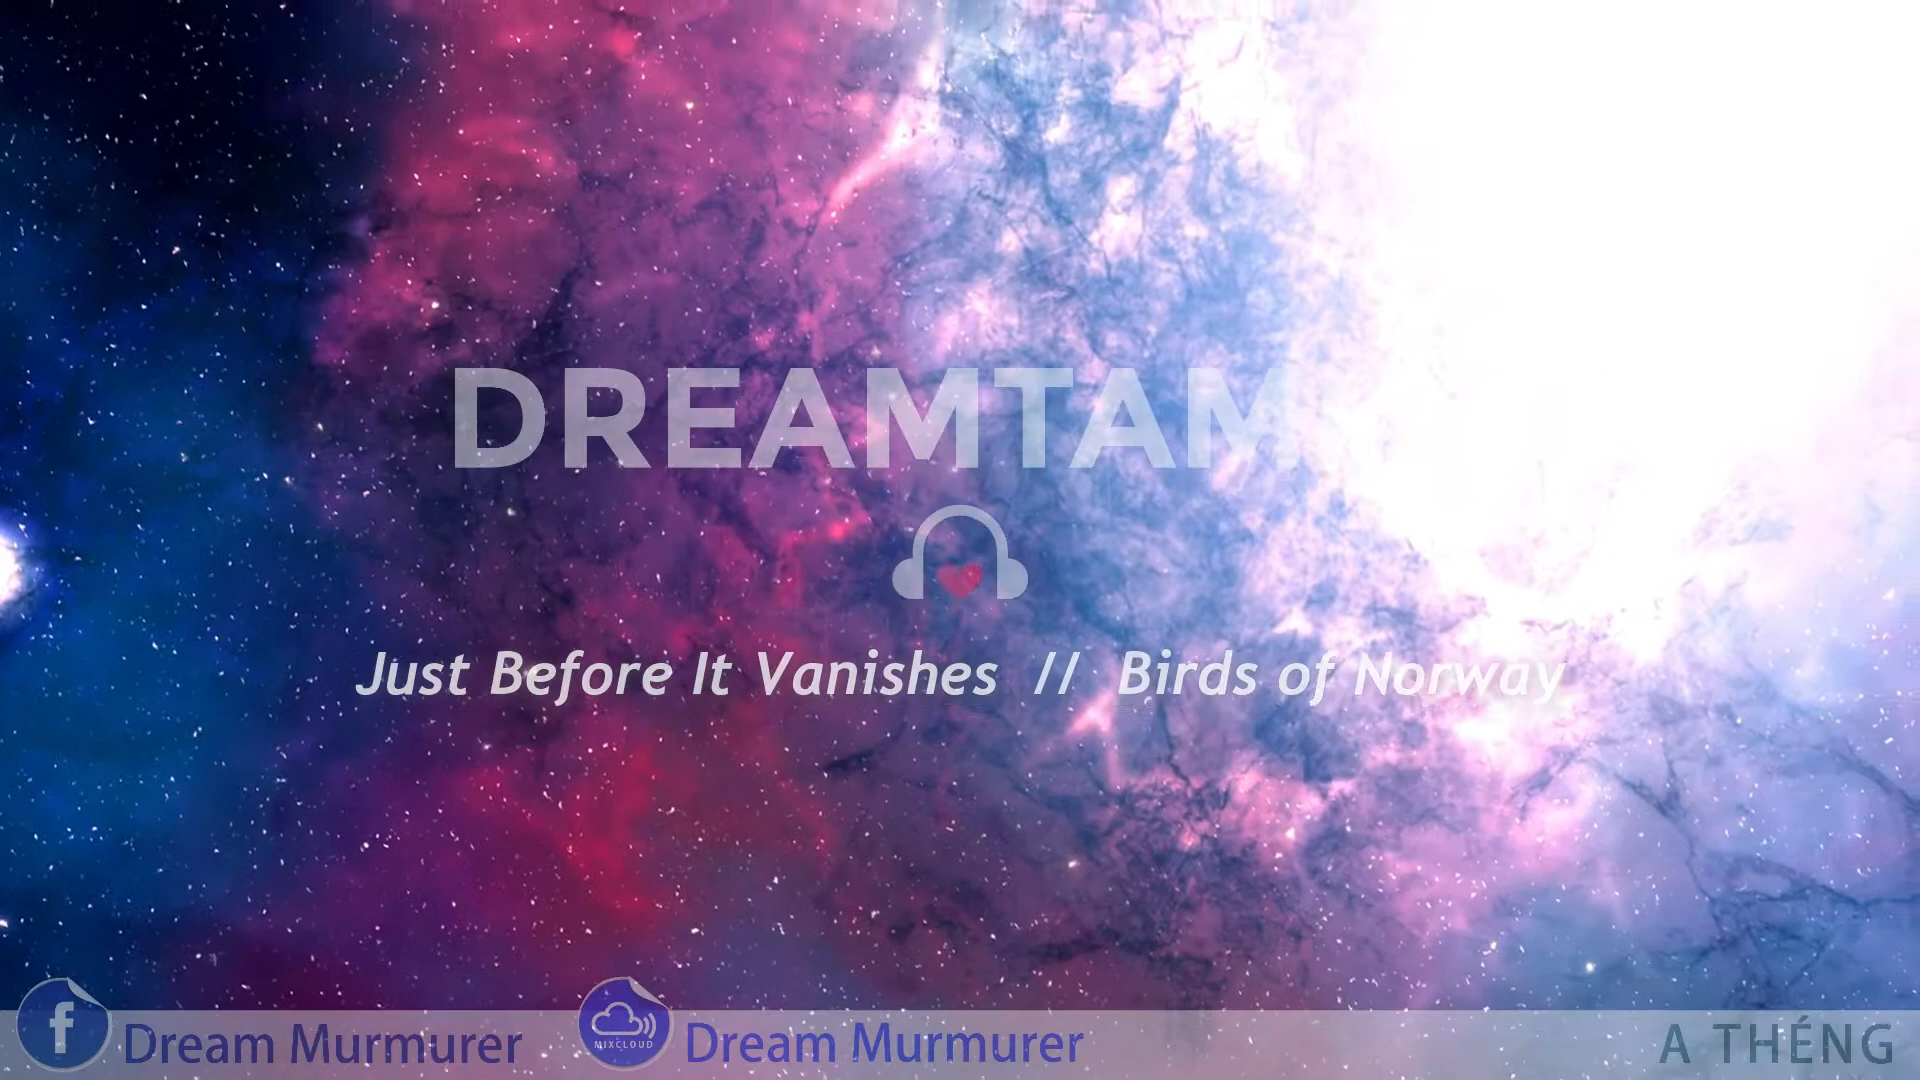 DREAMTAM
Just Before It Vanishes // Birds of Norway
f Dream Murmurer
MIXCLOUD Dream Murmurer
A THÉNG